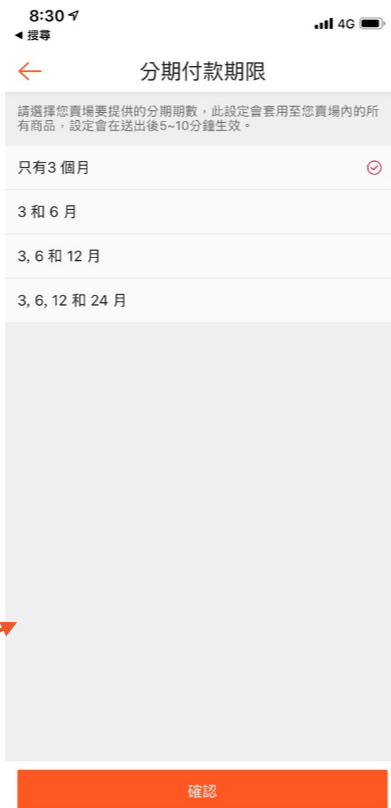 8:30
4G
◀ 搜尋
分期付款期限
請選擇您賣場要提供的分期期數，此設定會套用至您賣場內的所
有商品，設定會在送出後5~10分鐘生效。
只有3 個月
3 和 6 月
3, 6 和 12 月
3, 6, 12 和 24 月
確認